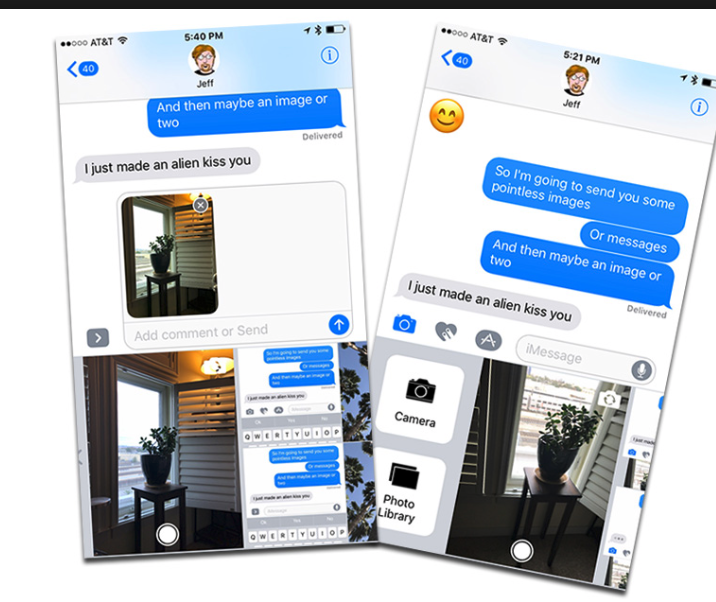 AT&T
5:40 PM
40
Jeff
And then maybe an image or
two
Delivered
I just made an alien kiss you
Add comment or Send
So I'm going to send you some
pointless images
Or messages
And then maybe an image or
two
I just made an alien kiss you
iMessage
Q W E R T Y U I O P
So I'm going to send you some
pointless images
Or messages
And then maybe an image or
two
I just made an alien kiss you
iMessage
Ok Yes No
Q W E R T Y U I O P
AT&T
5:21 PM
40
Jeff
So I'm going to send you some
pointless images
Or messages
And then maybe an image or
two
Delivered
I just made an alien kiss you
iMessage
Camera
Photo
Library